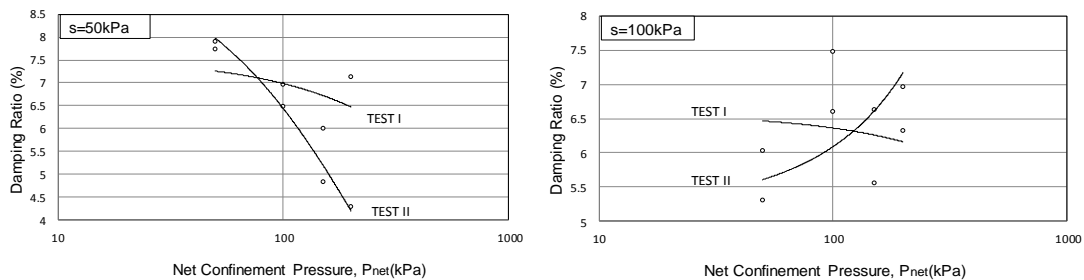 s=50kPa
8.5
8
7.5
7
6.5
6
5.5
5
4.5
4
Damping Ratio (%)
TEST I
TEST II
10
100
1000
Net Confinement Pressure, Pnet(kPa)
s=100kPa
8
7.5
7
6.5
6
5.5
5
Damping Ratio (%)
TEST I
TEST II
10
100
1000
Net Confinement Pressure, Pnet(kPa)